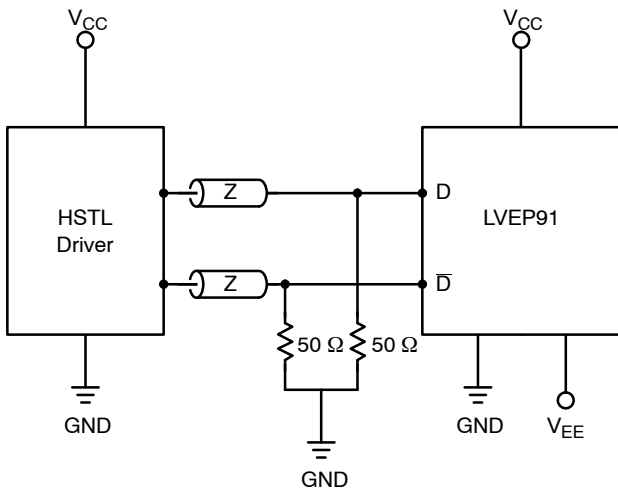 V_CC
V_CC
Z
D
HSTL
Driver
LVEP91
Z
D̅
50 Ω
50 Ω
GND
GND
V_EE
GND